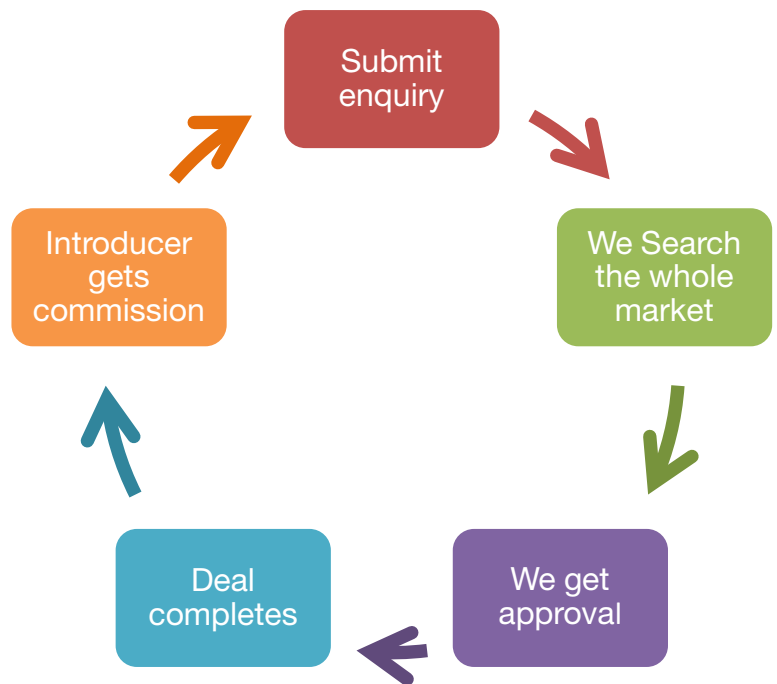 Submit
enquiry
We Search
the whole
market
We get
approval
Deal
completes
Introducer
gets
commission